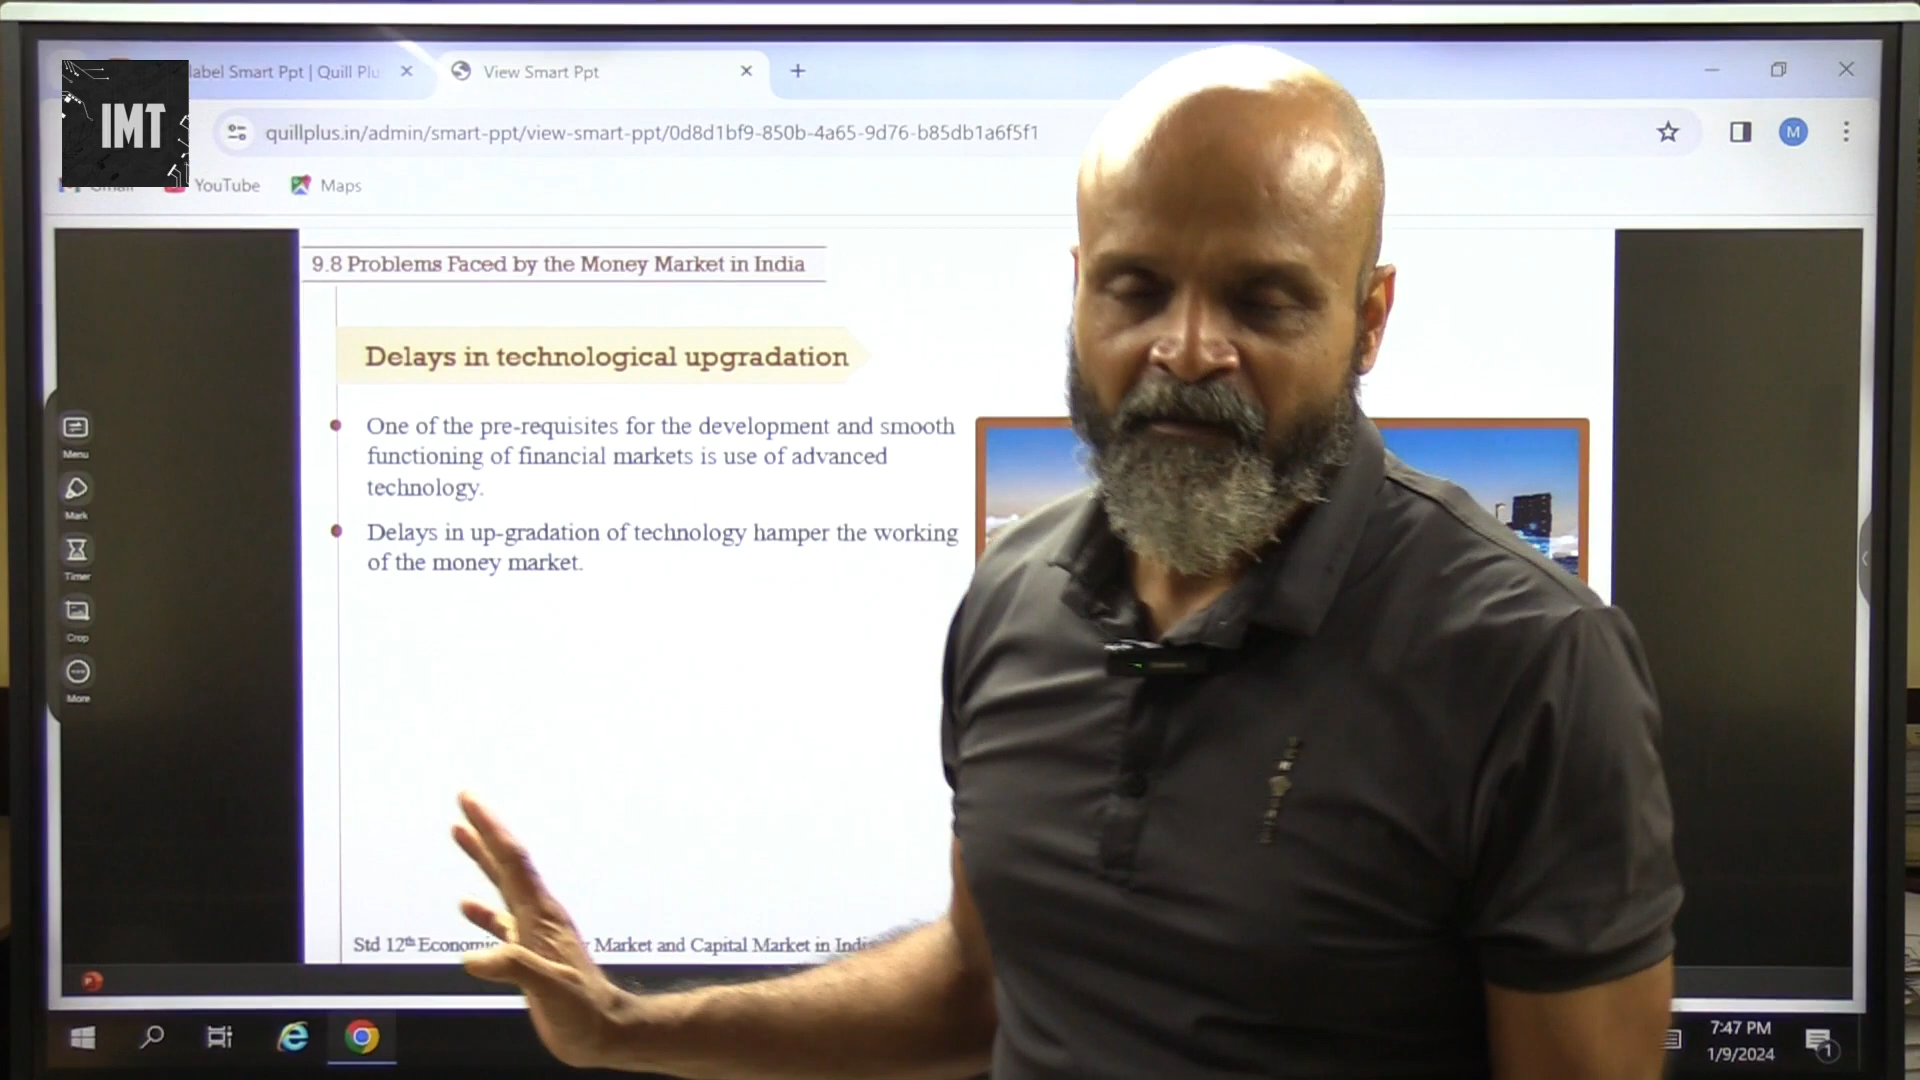 IMT
label Smart Ppt | Quill Plu
View Smart Ppt
quillplus.in/admin/smart-ppt/view-smart-ppt/0d8d1bf9-850b-4a65-9d76-b85db1a6f5f1
M
Gmail
YouTube
Maps
9.8 Problems Faced by the Money Market in India
Delays in technological upgradation
One of the pre-requisites for the development and smooth
functioning of financial markets is use of advanced
technology.
Delays in up-gradation of technology hamper the working
of the money market.
Menu
Mark
Timer
Crop
More
Std 12th Economic Market and Capital Market in Indi
7:47 PM
1/9/2024
1